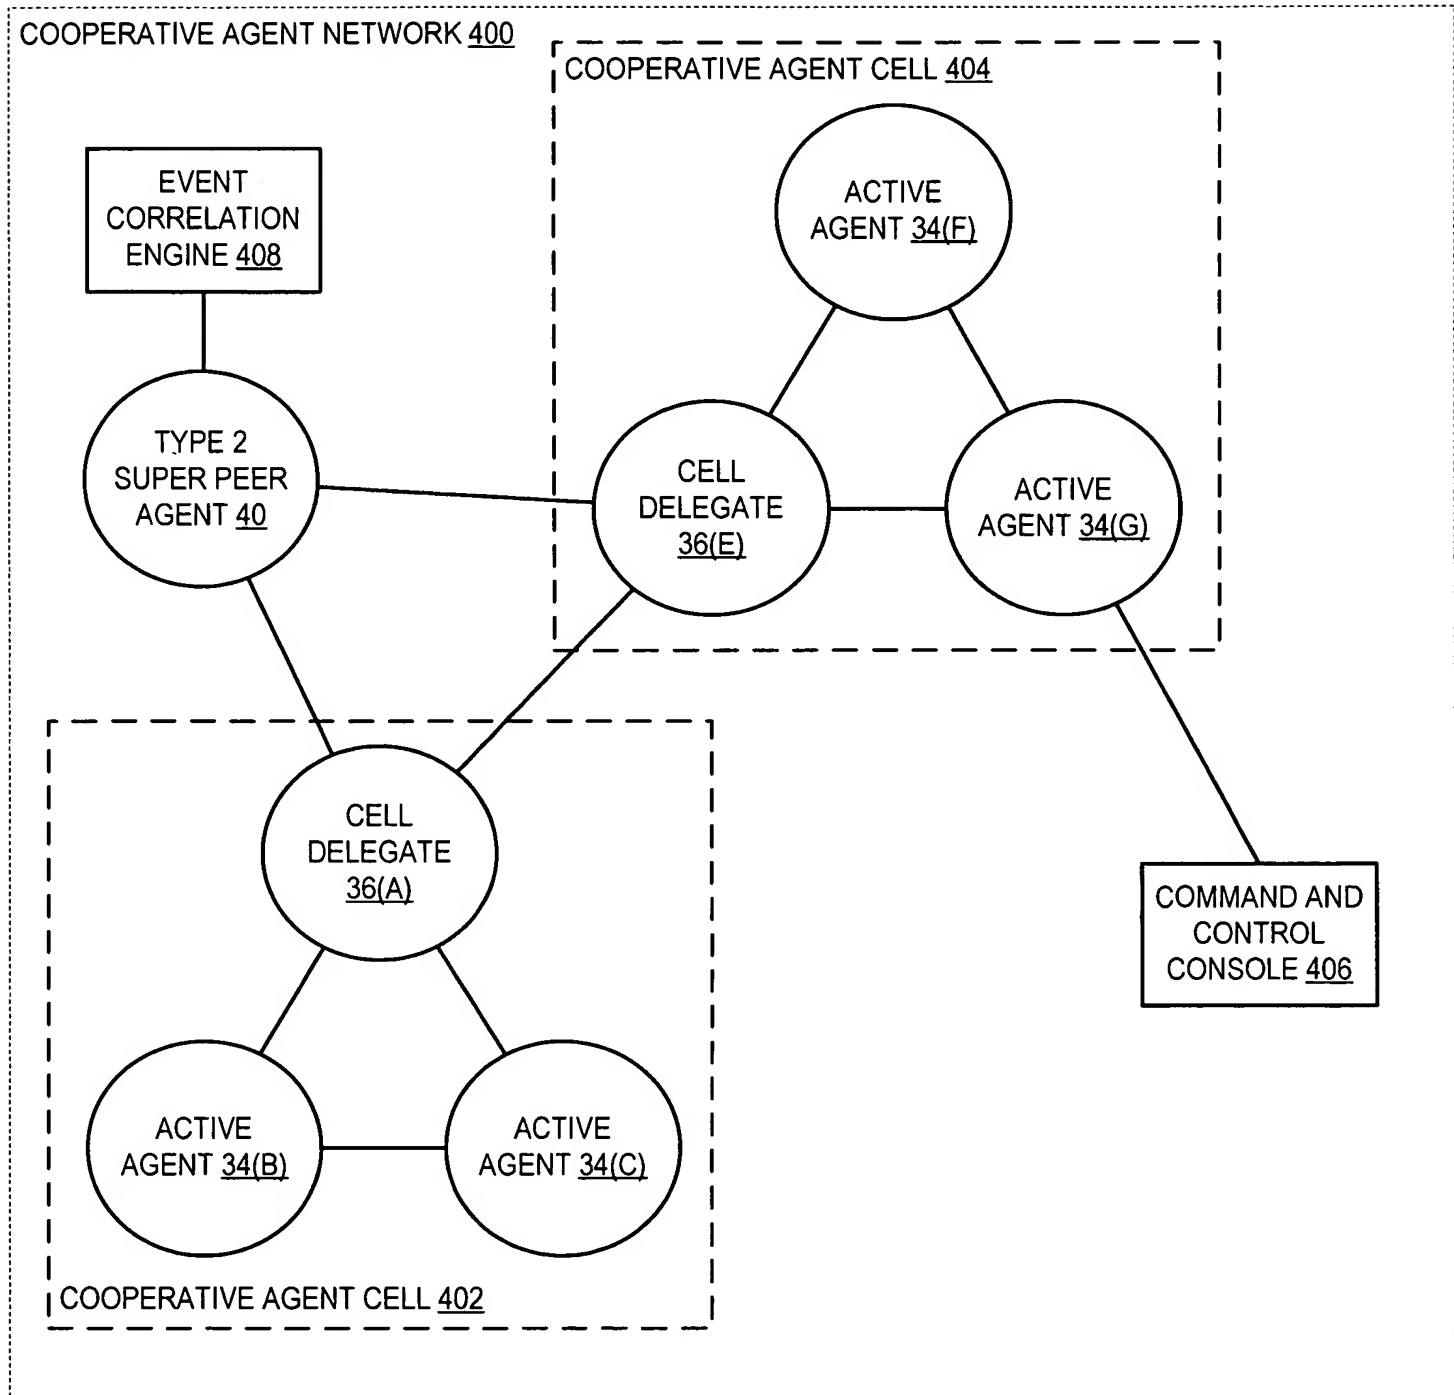 COOPERATIVE AGENT NETWORK 400
COOPERATIVE AGENT CELL 404
EVENT
CORRELATION
ENGINE 408
ACTIVE
AGENT 34(F)
TYPE 2
SUPER PEER
AGENT 40
CELL
DELEGATE
36(E)
ACTIVE
AGENT 34(G)
CELL
DELEGATE
36(A)
COMMAND AND
CONTROL
CONSOLE 406
ACTIVE
AGENT 34(B)
ACTIVE
AGENT 34(C)
COOPERATIVE AGENT CELL 402